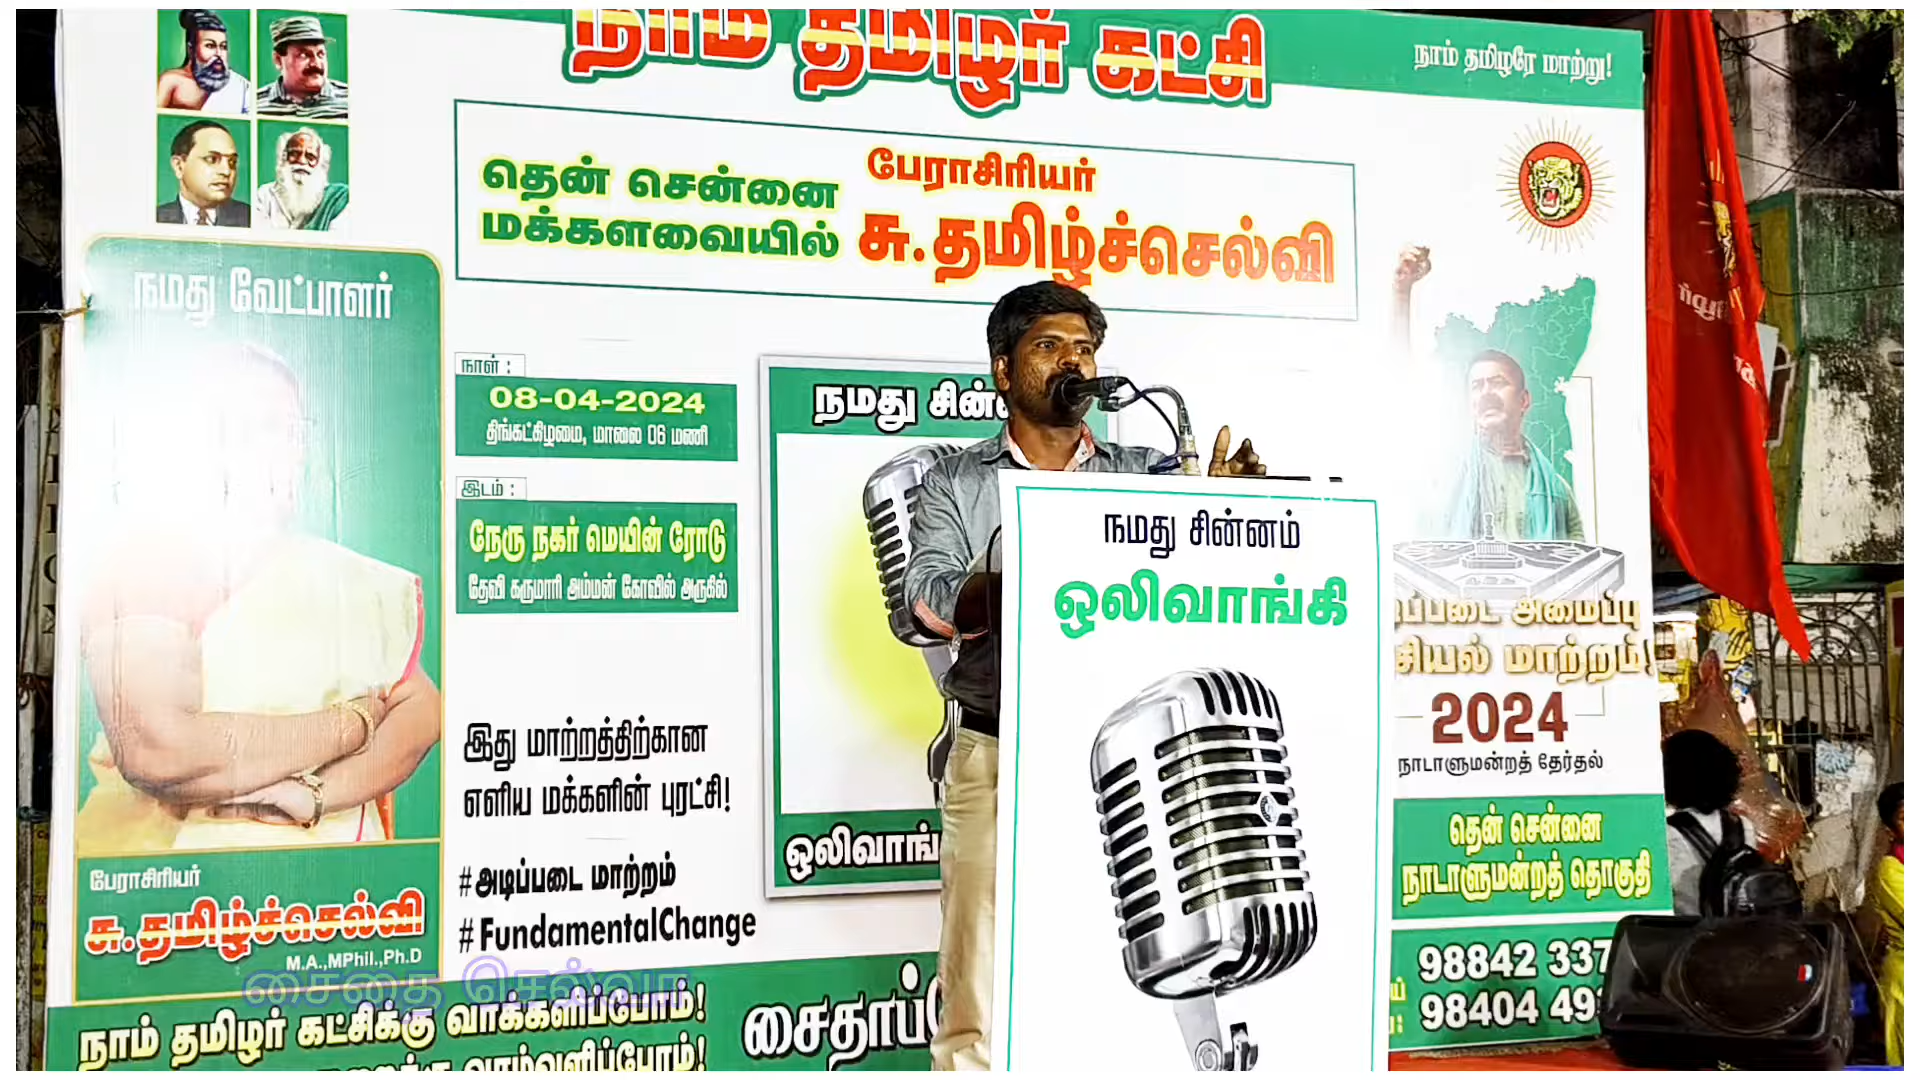 நாம் தமிழர் கட்சி
நாம் தமிழரே மாற்று!
தென் சென்னை
மக்களவையில்
பேராசிரியர்
சு.தமிழ்ச்செல்வி
நமது வேட்பாளர்
நாள் :
08-04-2024
திங்கட்கிழமை, மாலை 06 மணி
இடம் :
நேரு நகர் மெயின் ரோடு
தேவி கருமாரி அம்மன் கோவில் அருகில்
நமது
ஒலிவாங்
நமது சின்னம்
ஒலிவாங்கி
இது மாற்றத்திற்கான
எளிய மக்களின் புரட்சி!
#அடிப்படை மாற்றம்
#FundamentalChange
அமைப்பு
மாற்றம்!
2024
நாடாளுமன்றத் தேர்தல்
தென் சென்னை
நாடாளுமன்றத் தொகுதி
98842 337
98404 49
பேராசிரியர்
சு.தமிழ்ச்செல்வி
M.A.,MPhil.,Ph.D
சைதை செல்வா
நாம் தமிழர் கட்சிக்கு வாக்களிப்போம்!
சைதாப்